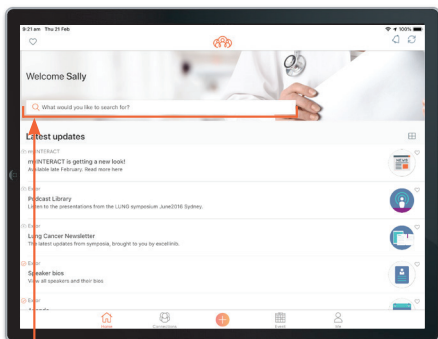 9:21 am Thu 21 Feb
100%
Welcome Sally
What would you like to search for?
Latest updates
myINTERACT
myINTERACT is getting a new look!
Available late February. Read more here
NEWS
Podcast Library
Listen to the presentations from the LUNG symposium June2016 Sydney.
Lung Cancer Newsletter
The latest updates from symposia, brought to you by excelinib.
Speaker bios
View all speakers and their bios
Home
Connections
Event
Me